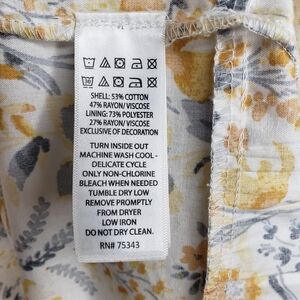 SHELL: 53% COTTON
47% RAYON/VISCOSE
LINING: 73% POLYESTER
27% RAYON/VISCOSE
EXCLUSIVE OF DECORATION
TURN INSIDE OUT
MACHINE WASH COOL -
DELICATE CYCLE
ONLY NON-CHLORINE
BLEACH WHEN NEEDED
TUMBLE DRY LOW
REMOVE PROMPTLY
FROM DRYER
LOW IRON
DO NOT DRY CLEAN.
RN# 75343